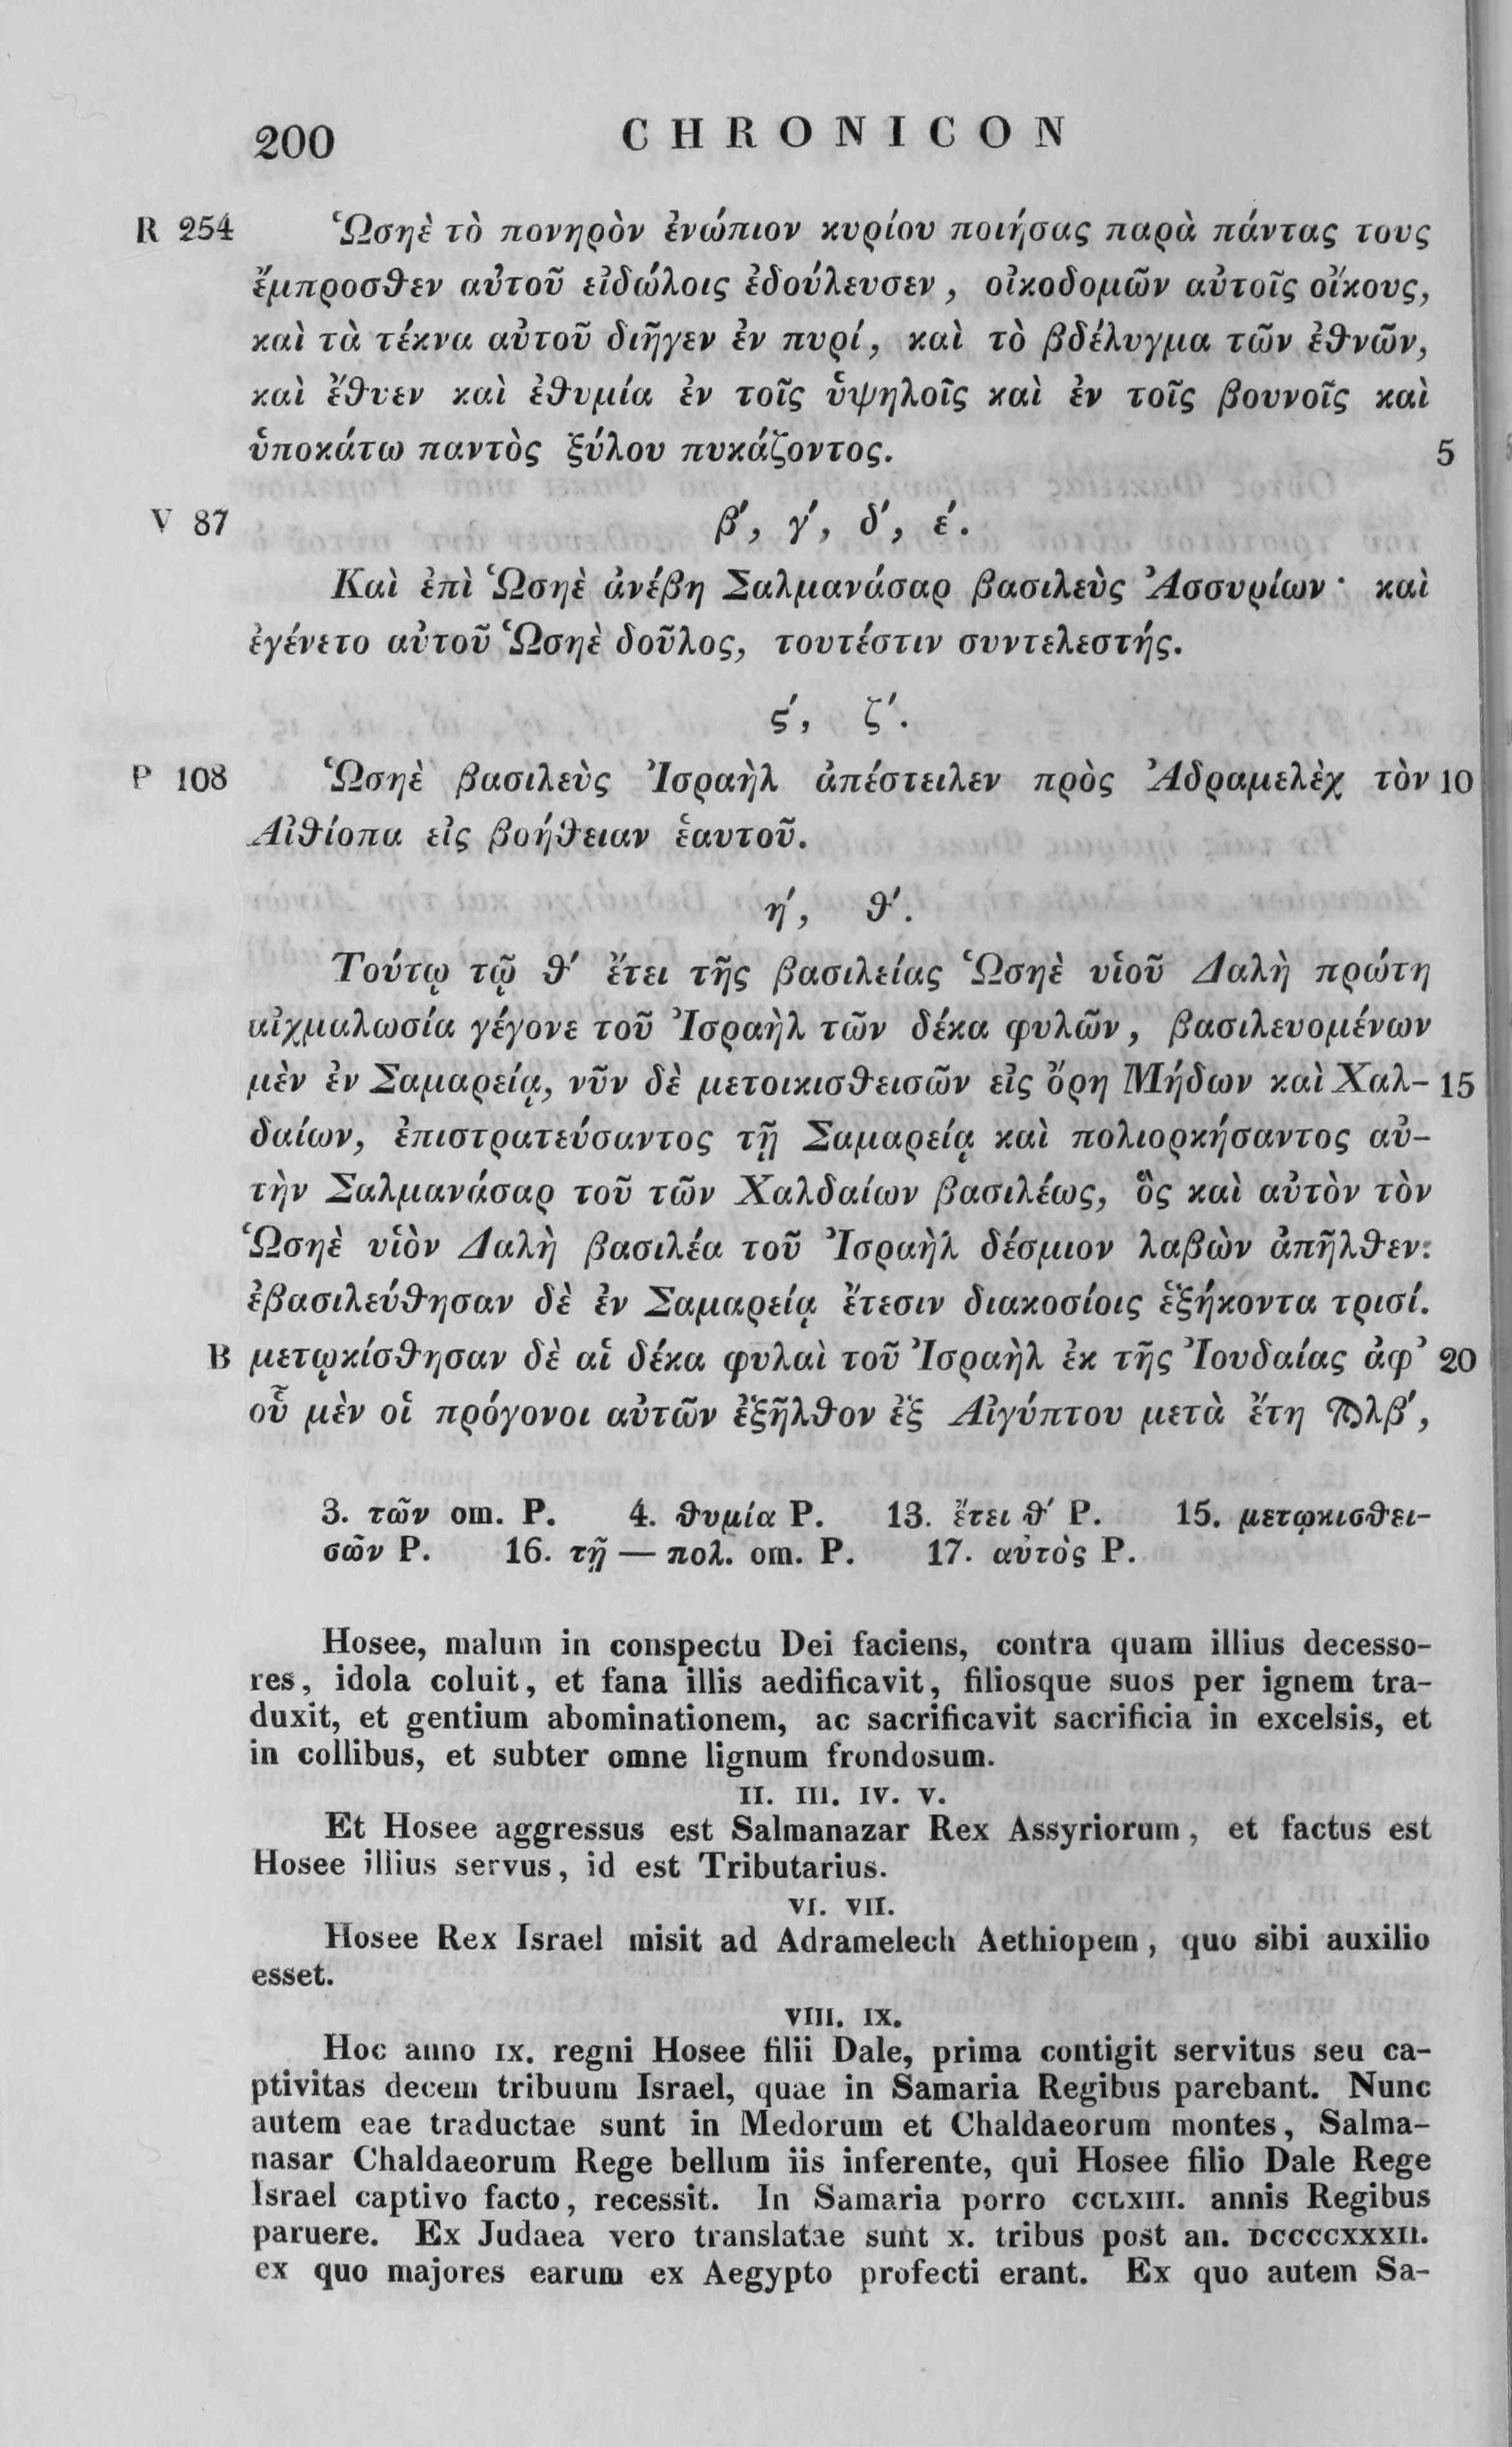 200 CHRONICON
R 254 Ὡσηὲ τὸ πονηρὸν ἐνώπιον κυρίου ποιήσας παρὰ πάντας τους
ἔμπροσθεν αὐτοῦ εἰδώλοις ἐδούλευσεν, οἰκοδομῶν αὐτοῖς οἴκους,
καὶ τὰ τέκνα αὐτοῦ διῆγεν ἐν πυρί, καὶ τὸ βδέλυγμα τῶν ἐθνῶν,
καὶ ἔθυεν καὶ ἐθυμία ἐν τοῖς ὑψηλοῖς καὶ ἐν τοῖς βουνοῖς καὶ
ὑποκάτω παντὸς ξύλου πυκάζοντος. 5
V 87 β', γ', δ', ε'.
Καὶ ἐπὶ Ὡσηὲ ἀνέβη Σαλμανάσαρ βασιλεὺς Ἀσσυρίων· καὶ
ἐγένετο αὐτοῦ Ὡσηὲ δοῦλος, τουτέστιν συντελεστής.
ς', ζ'.
P 108 Ὡσηὲ βασιλεὺς Ἰσραὴλ ἀπέστειλεν πρὸς Ἀδραμελὲχ τὸν 10
Αἰθίοπα εἰς βοήθειαν ἑαυτοῦ.
η', θ'.
Τούτῳ τῷ θ' ἔτει τῆς βασιλείας Ὡσηὲ υἱοῦ Δαλὴ πρώτη
αἰχμαλωσία γέγονε τοῦ Ἰσραὴλ τῶν δέκα φυλῶν, βασιλευομένων
μὲν ἐν Σαμαρείᾳ, νῦν δὲ μετοικισθεισῶν εἰς ὄρη Μήδων καὶ Χαλ- 15
δαίων, ἐπιστρατεύσαντος τῇ Σαμαρείᾳ καὶ πολιορκήσαντος αὐ-
τὴν Σαλμανάσαρ τοῦ τῶν Χαλδαίων βασιλέως, ὃς καὶ αὐτὸν τὸν
Ὡσηὲ υἱὸν Δαλὴ βασιλέα τοῦ Ἰσραὴλ δέσμιον λαβὼν ἀπῆλθεν:
ἐβασιλεύθησαν δὲ ἐν Σαμαρείᾳ ἔτεσιν διακοσίοις ἑξήκοντα τρισί.
B μετῳκίσθησαν δὲ αἱ δέκα φυλαὶ τοῦ Ἰσραὴλ ἐκ τῆς Ἰουδαίας ἀφ' 20
οὗ μὲν οἱ πρόγονοι αὐτῶν ἐξῆλθον ἐξ Αἰγύπτου μετὰ ἔτη ϡλβ',
3. τῶν om. P. 4. θυμία P. 13. ἔτει θ' P. 15. μετῳκισθει-
σῶν P. 16. τῇ — πολ. om. P. 17. αὐτὸς P.
Hosee, malum in conspectu Dei faciens, contra quam illius decesso-
res, idola coluit, et fana illis aedificavit, filiosque suos per ignem tra-
duxit, et gentium abominationem, ac sacrificavit sacrificia in excelsis, et
in collibus, et subter omne lignum frondosum.
II. III. IV. V.
Et Hosee aggressus est Salmanazar Rex Assyriorum, et factus est
Hosee illius servus, id est Tributarius.
VI. VII.
Hosee Rex Israel misit ad Adramelech Aethiopem, quo sibi auxilio
esset.
VIII. IX.
Hoc anno IX. regni Hosee filii Dale, prima contigit servitus seu ca-
ptivitas decem tribuum Israel, quae in Samaria Regibus parebant. Nunc
autem eae traductae sunt in Medorum et Chaldaeorum montes, Salma-
nasar Chaldaeorum Rege bellum iis inferente, qui Hosee filio Dale Rege
Israel captivo facto, recessit. In Samaria porro CCLXIII. annis Regibus
paruere. Ex Judaea vero translatae sunt X. tribus post an. DCCCCXXXII.
ex quo majores earum ex Aegypto profecti erant. Ex quo autem Sa-